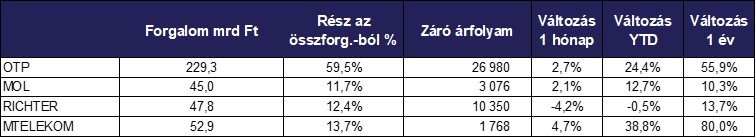 Forgalom mrd Ft Rész az összforg.-ból % Záró árfolyam Változás 1 hónap Változás YTD Változás 1 év
OTP 229,3 59,5% 26 980 2,7% 24,4% 55,9%
MOL 45,0 11,7% 3 076 2,1% 12,7% 10,3%
RICHTER 47,8 12,4% 10 350 -4,2% -0,5% 13,7%
MTELEKOM 52,9 13,7% 1 768 4,7% 38,8% 80,0%